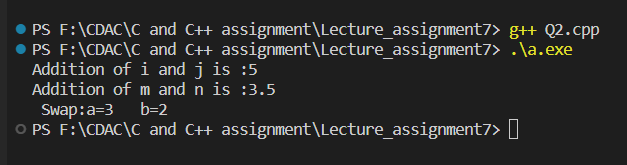 PS F:\CDAC\C and C++ assignment\Lecture_assignment7> g++ Q2.cpp
PS F:\CDAC\C and C++ assignment\Lecture_assignment7> .\a.exe
Addition of i and j is :5
Addition of m and n is :3.5
 Swap:a=3   b=2
PS F:\CDAC\C and C++ assignment\Lecture_assignment7>